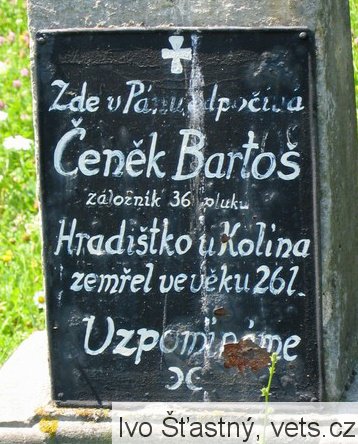 Zde v Pánu odpočívá
Čeněk Bartoš
záložník 36 pluku
Hradištko u Kolína
zemřel ve věku 26 l.
Uzpomínáme
Ivo Šťastný, vets.cz